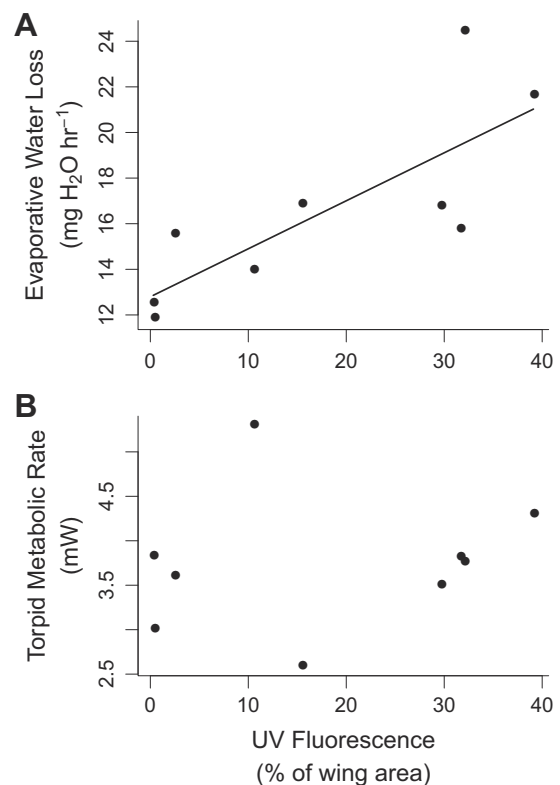 A
Evaporative Water Loss
(mg H₂O hr⁻¹)
24
22
20
18
16
14
12
0 10 20 30 40
B
Torpid Metabolic Rate
(mW)
4.5
3.5
2.5
0 10 20 30 40
UV Fluorescence
(% of wing area)